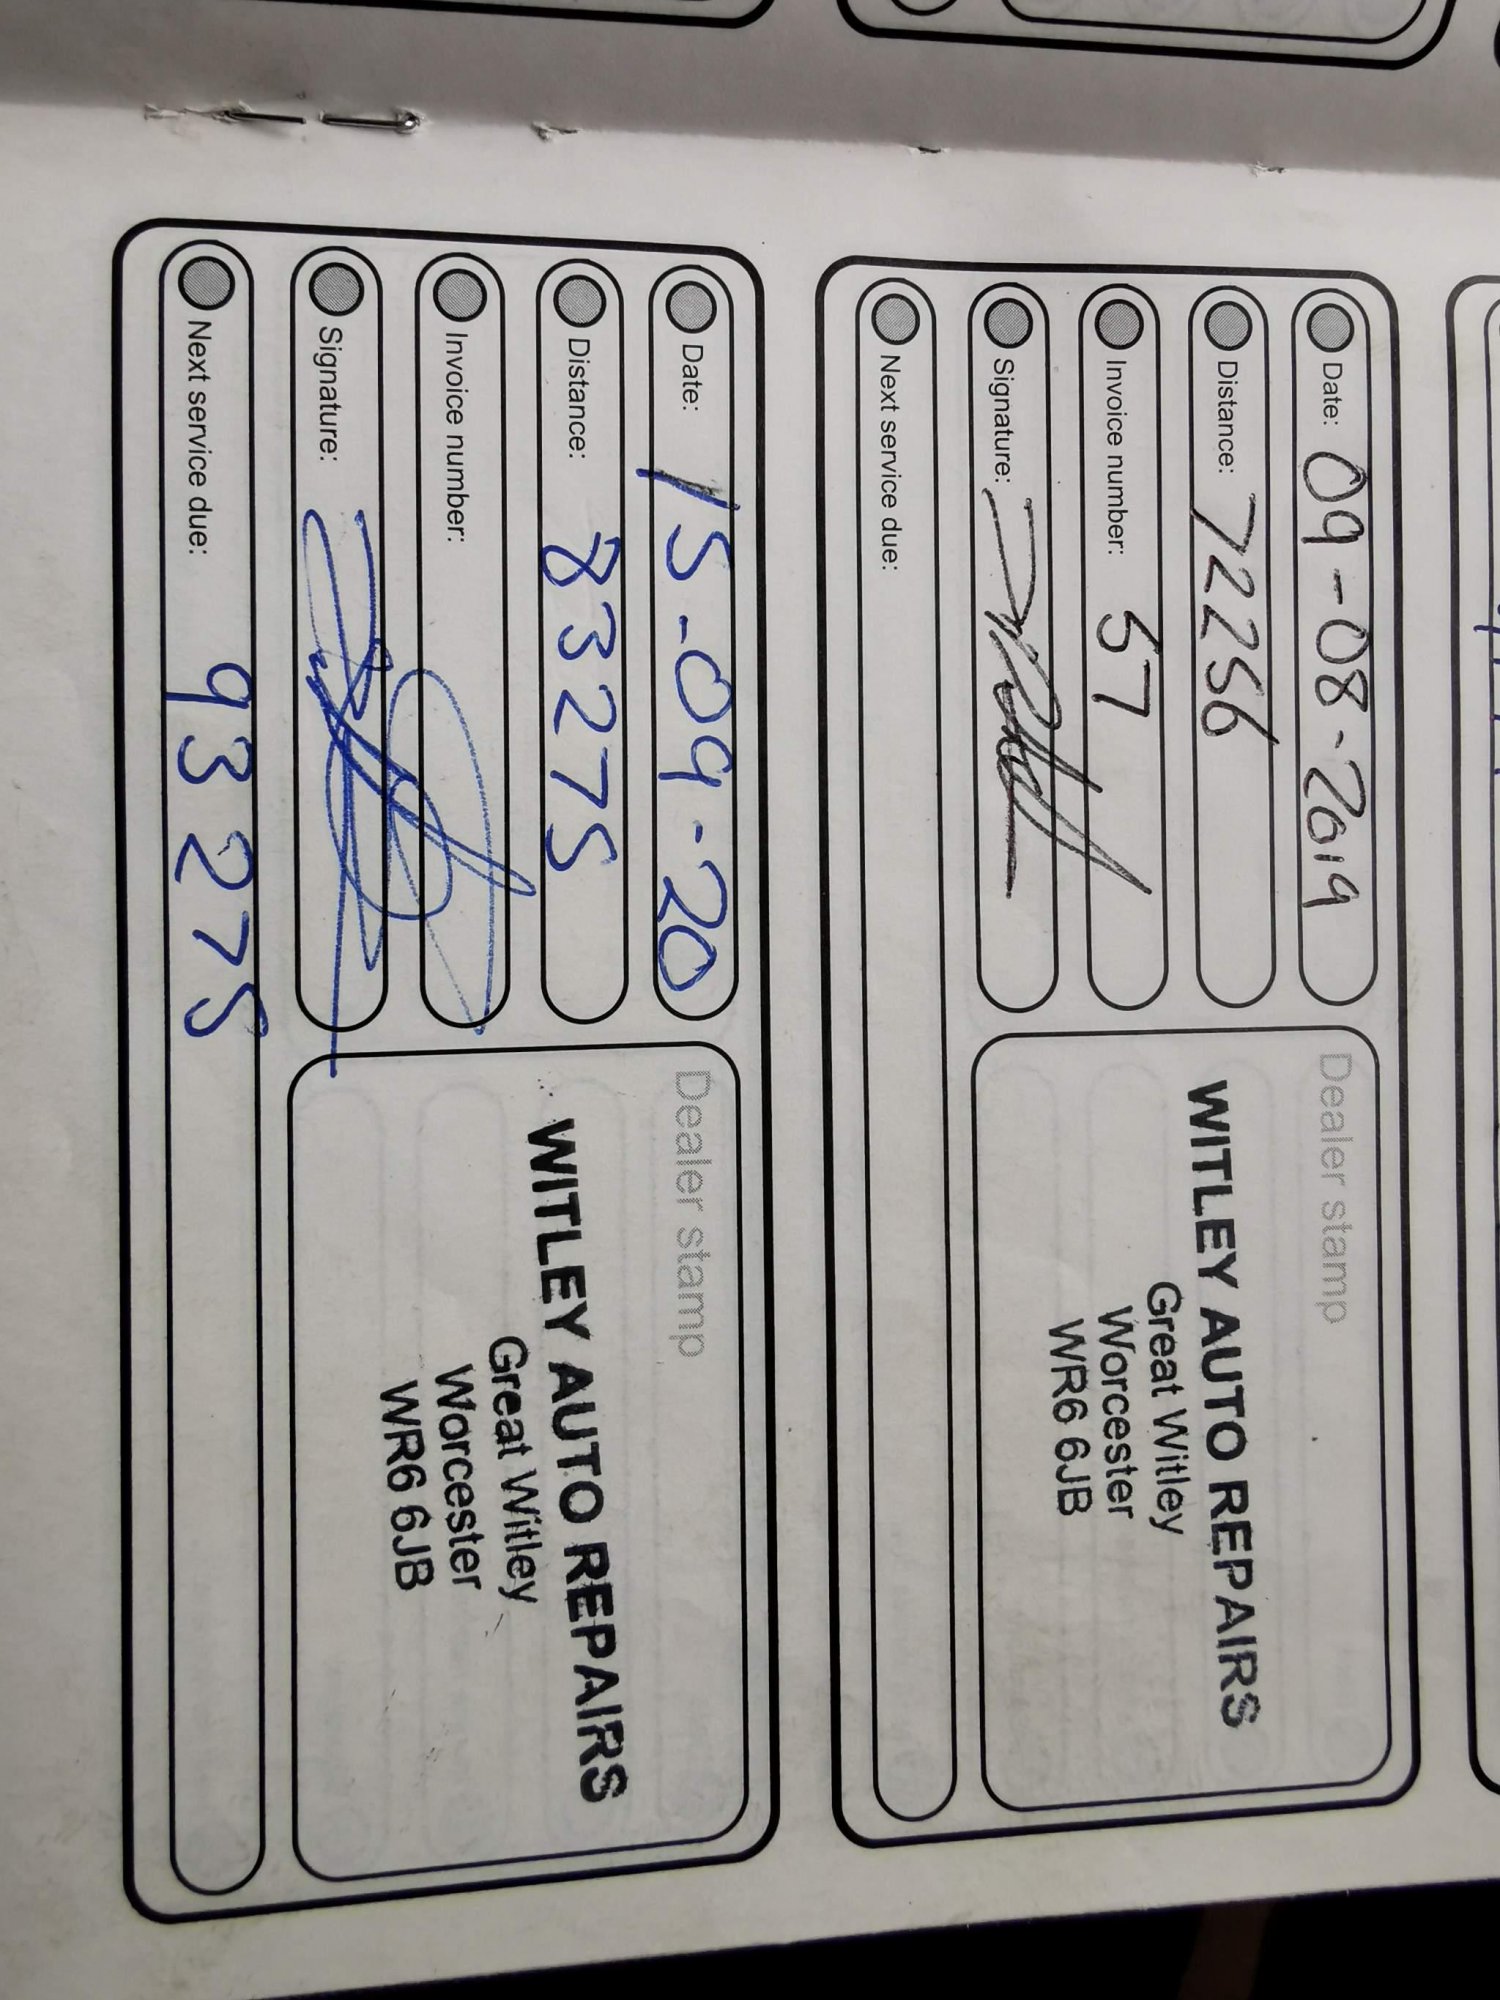 Date: 09-08-2019
Distance: 72256
Invoice number: 57
Signature:
Next service due:
Dealer stamp
WITLEY AUTO REPAIRS
Great Witley
Worcester
WR6 6JB
Date: 15-09-20
Distance: 83275
Invoice number:
Signature:
Next service due: 93275
Dealer stamp
WITLEY AUTO REPAIRS
Great Witley
Worcester
WR6 6JB